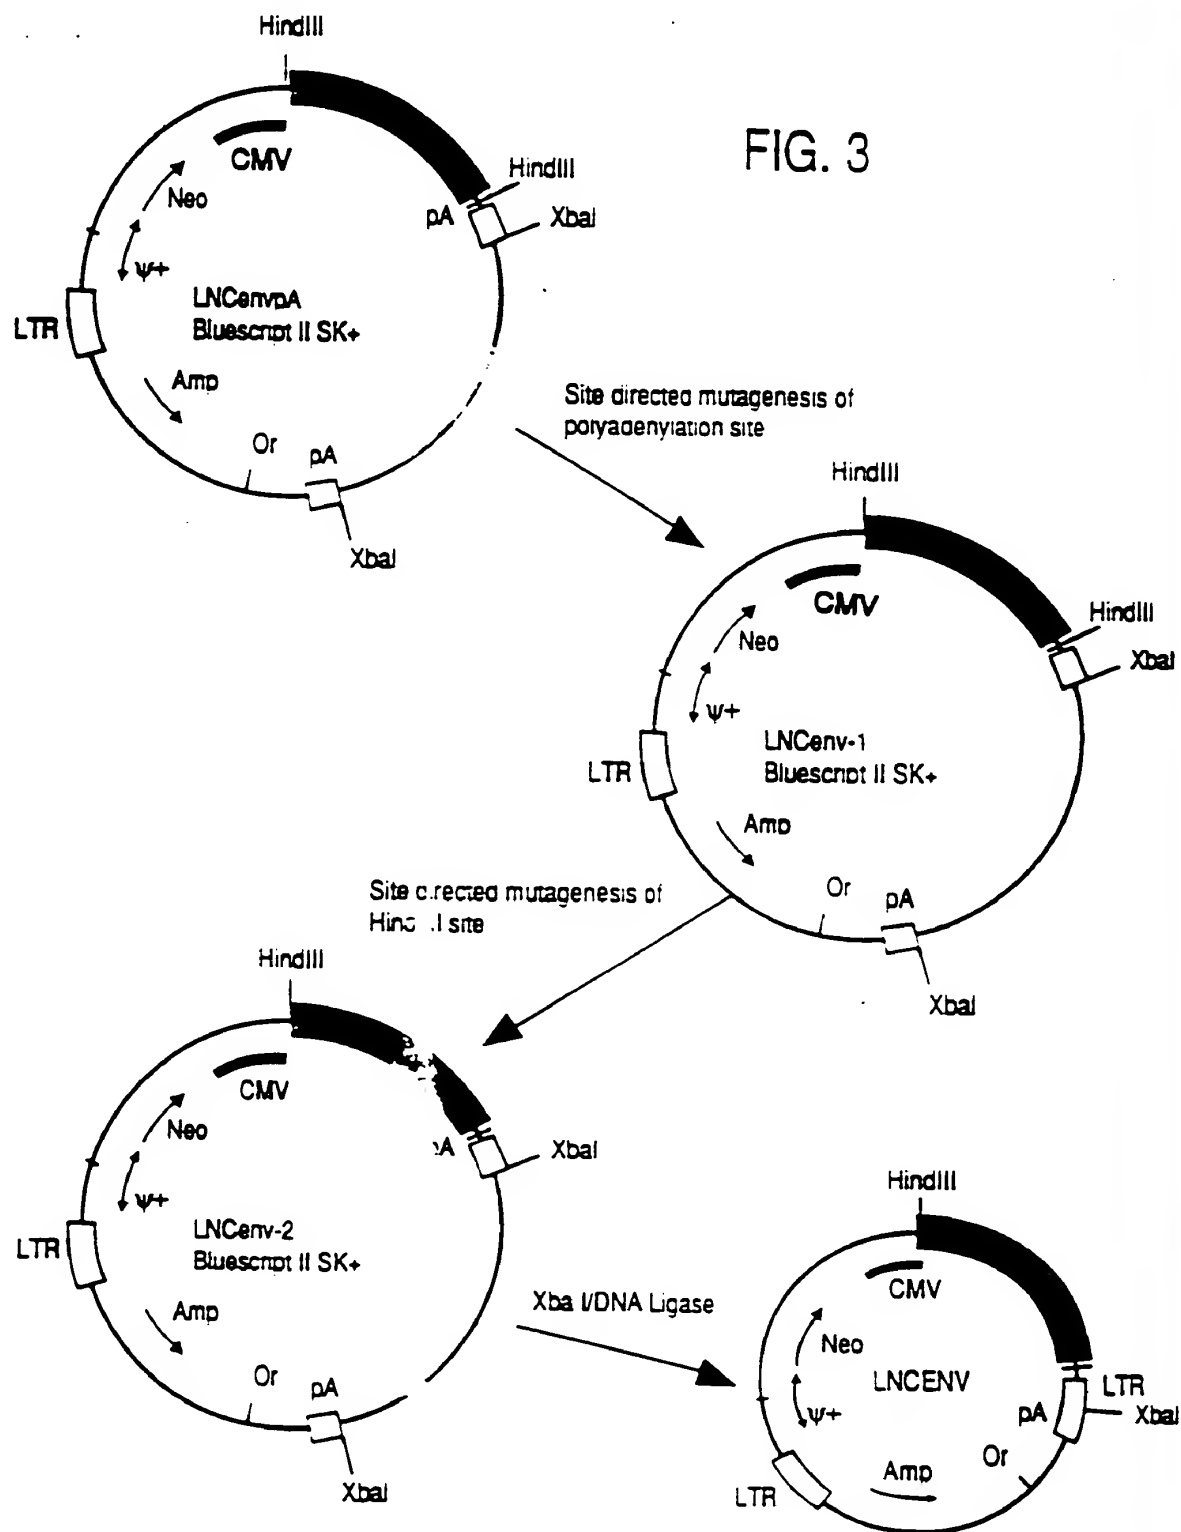 HindIII
FIG. 3
CMV
HindIII
Neo
pA
XbaI
Ψ+
LNCenvpA
LTR
Bluescript II SK+
Amp
Site directed mutagenesis of
polyadenylation site
Or
pA
HindIII
XbaI
CMV
HindIII
Neo
XbaI
Ψ+
LNCenv-1
LTR
Bluescript II SK+
Amp
Site directed mutagenesis of
site
Or
pA
HindIII
XbaI
CMV
Neo
XbaI
HindIII
Ψ+
LNCenv-2
LTR
Bluescript II SK+
CMV
Xba I/DNA Ligase
Amp
Neo
LNCENV
LTR
Or
pA
Ψ+
pA
XbaI
Or
XbaI
Amp
LTR